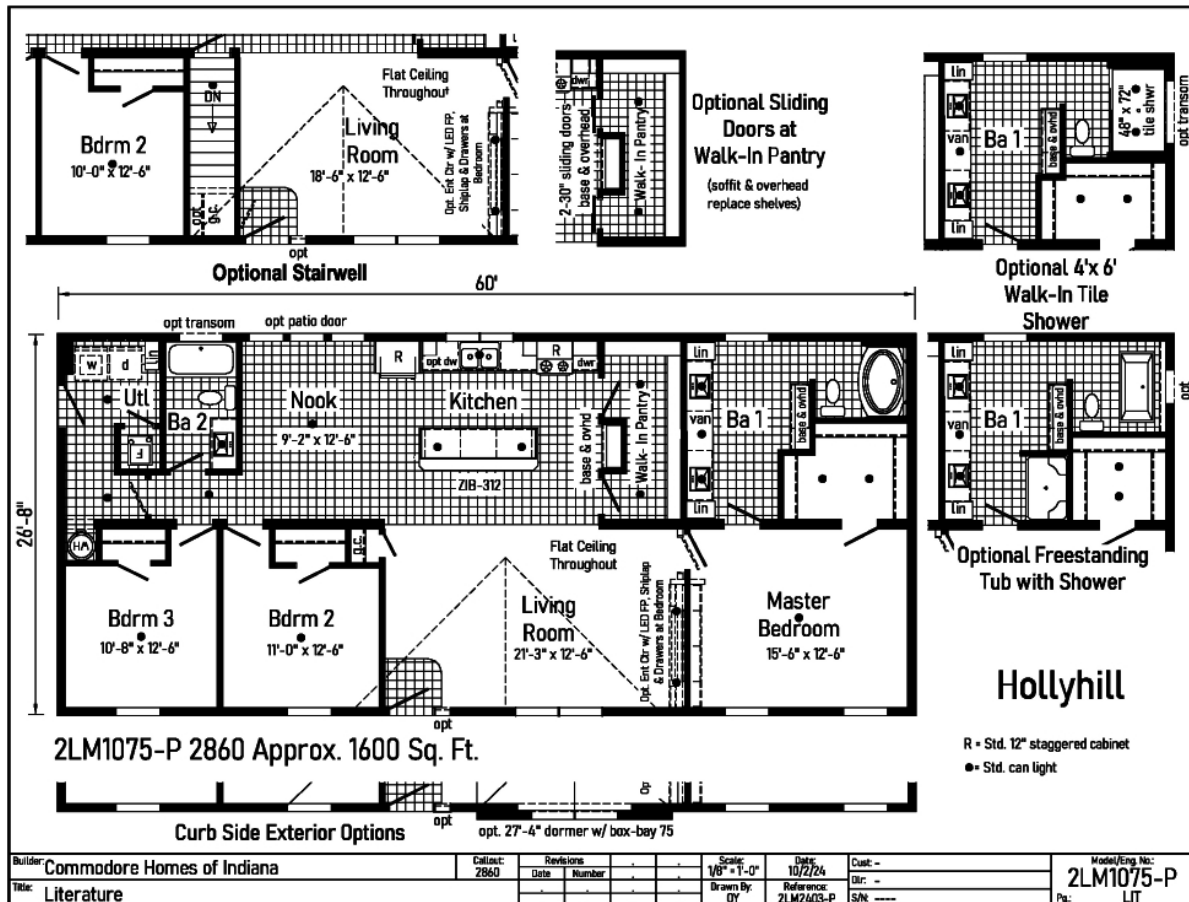 Bdrm 2
10'-0" x 12'-6"
DN
opt
g.c.
Flat Ceiling
Throughout
Living
Room
18'-6" x 12'-6"
Opt. Ent Ctr w/ LED FP,
Shiplap & Drawers at
Bedroom
opt
Optional Stairwell
dwr
2-30" sliding doors
base & overhead
Walk-In Pantry
Optional Sliding
Doors at
Walk-In Pantry
(soffit & overhead
replace shelves)
lin
van
lin
Ba 1
base & ovhd
48" x 72"
tile shwr
opt transom
Optional 4'x 6'
Walk-In Tile
Shower
60'
26'-8"
opt transom
opt patio door
w
d
lin
Utl
F
Ba 2
Nook
9'-2" x 12'-6"
R
opt dw
R
dwr
Kitchen
ZIB-312
base & ovhd
Walk-In Pantry
lin
van
lin
Ba 1
base & ovhd
lin
van
lin
Ba 1
base & ovhd
opt
Optional Freestanding
Tub with Shower
Bdrm 3
10'-8" x 12'-6"
Bdrm 2
11'-0" x 12'-6"
g.c.
Flat Ceiling
Throughout
Living
Room
21'-3" x 12'-6"
Opt. Ent Ctr w/ LED FP, Shiplap
& Drawers at Bedroom
Master
Bedroom
15'-6" x 12'-6"
opt
Hollyhill
R = Std. 12" staggered cabinet
●= Std. can light
2LM1075-P 2860 Approx. 1600 Sq. Ft.
Op
opt
Curb Side Exterior Options
opt. 27'-4" dormer w/ box-bay 75
Builder: Commodore Homes of Indiana
Title: Literature
Callout:
2860
Revisions
Date Number
Scale:
1/8" = 1'-0"
Date:
10/2/24
Drawn By:
DY
Reference:
2LM2403-P
Cust: -
Dlr: -
S/N: ----
Model/Eng. No.:
2LM1075-P
Pg.: LIT